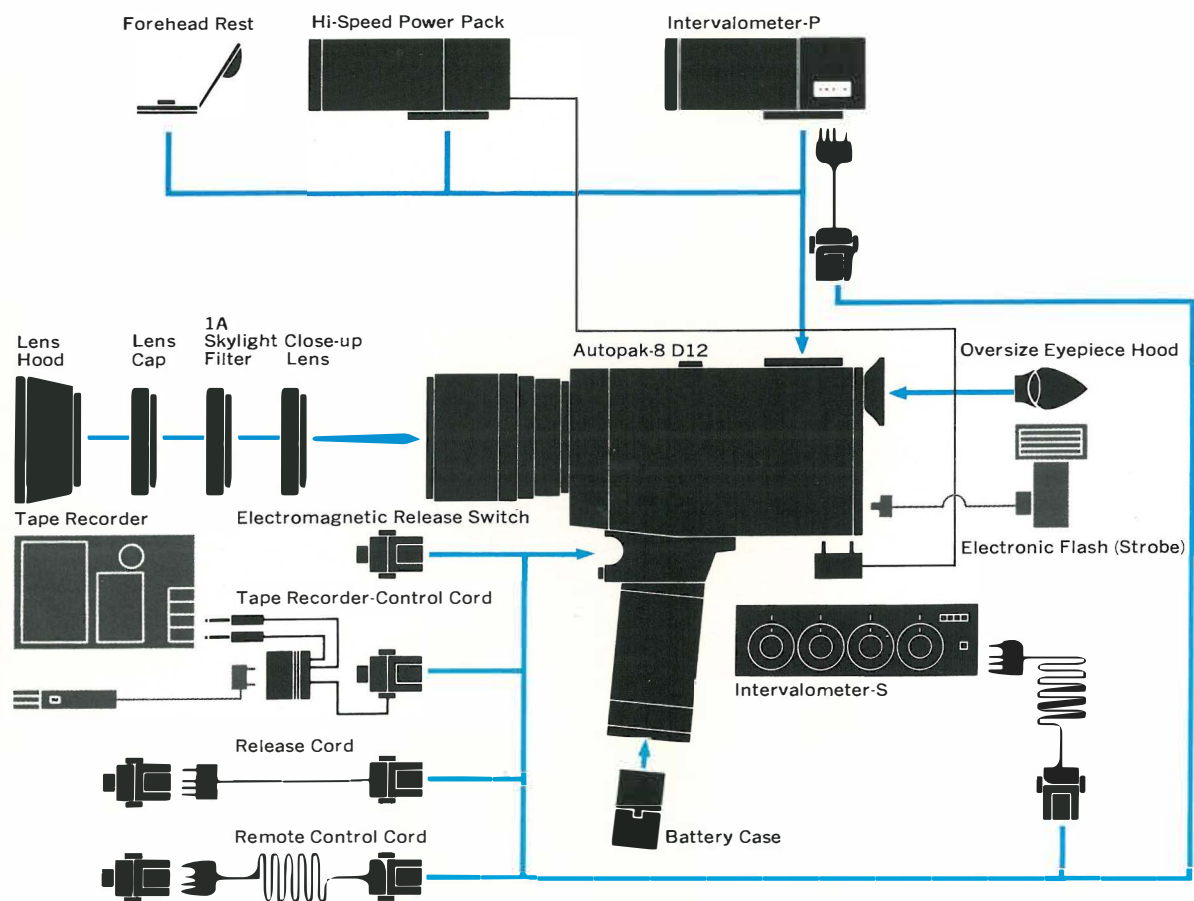 Forehead Rest
Hi-Speed Power Pack
Intervalometer-P
Lens
Hood
Lens
Cap
1A
Skylight
Filter
Close-up
Lens
Autopak-8 D12
Oversize Eyepiece Hood
Tape Recorder
Electromagnetic Release Switch
Electronic Flash (Strobe)
Tape Recorder-Control Cord
Intervalometer-S
Release Cord
Battery Case
Remote Control Cord